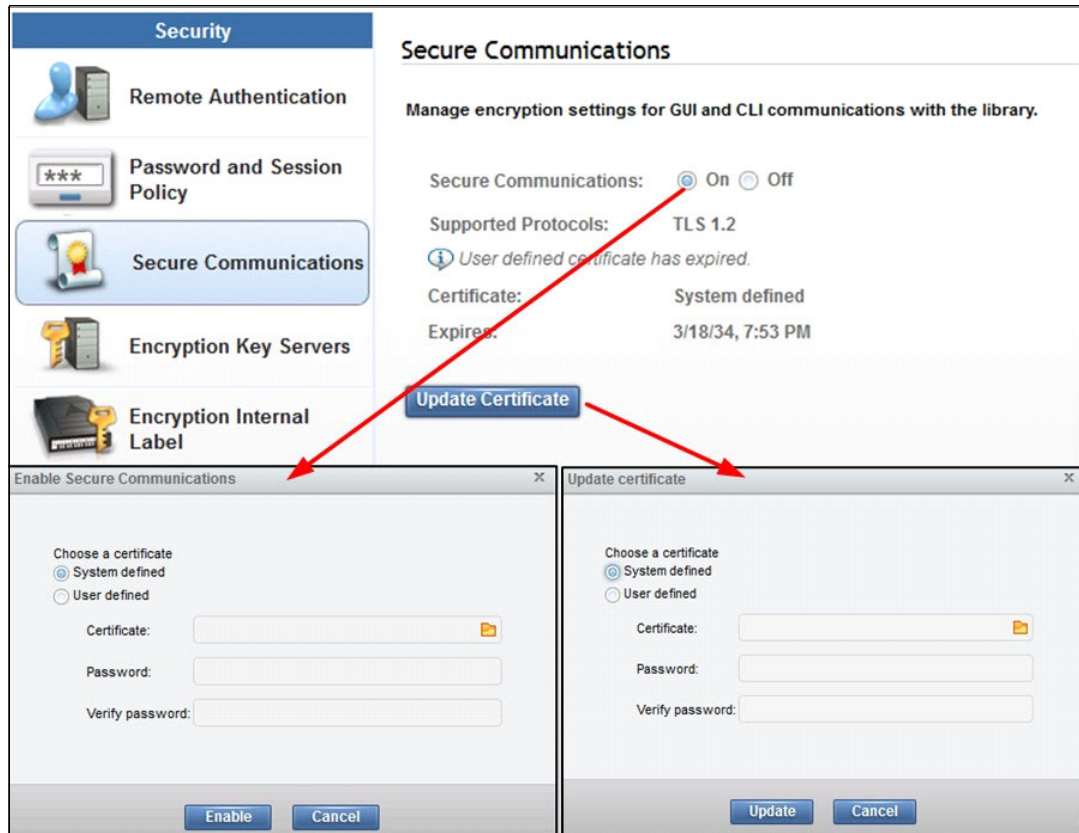 Security
Remote Authentication
***
Password and Session
Policy
Secure Communications
Encryption Key Servers
Encryption Internal
Label
Secure Communications
Manage encryption settings for GUI and CLI communications with the library.
Secure Communications: On Off
Supported Protocols: TLS 1.2
User defined certificate has expired.
Certificate: System defined
Expires: 3/18/34, 7:53 PM
Update Certificate
Enable Secure Communications x
Choose a certificate
System defined
User defined
Certificate:
Password:
Verify password:
Enable Cancel
Update certificate x
Choose a certificate
System defined
User defined
Certificate:
Password:
Verify password:
Update Cancel